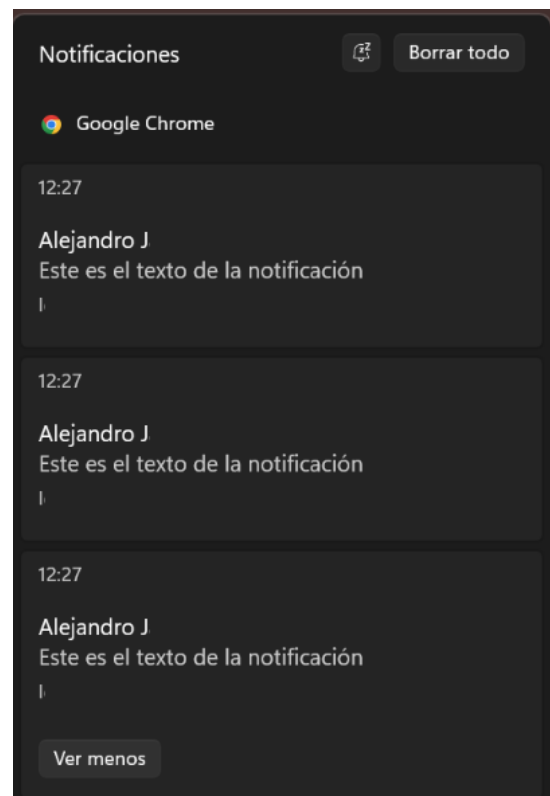 Notificaciones
Borrar todo
Google Chrome
12:27
Alejandro J
Este es el texto de la notificación
12:27
Alejandro J
Este es el texto de la notificación
12:27
Alejandro J
Este es el texto de la notificación
Ver menos